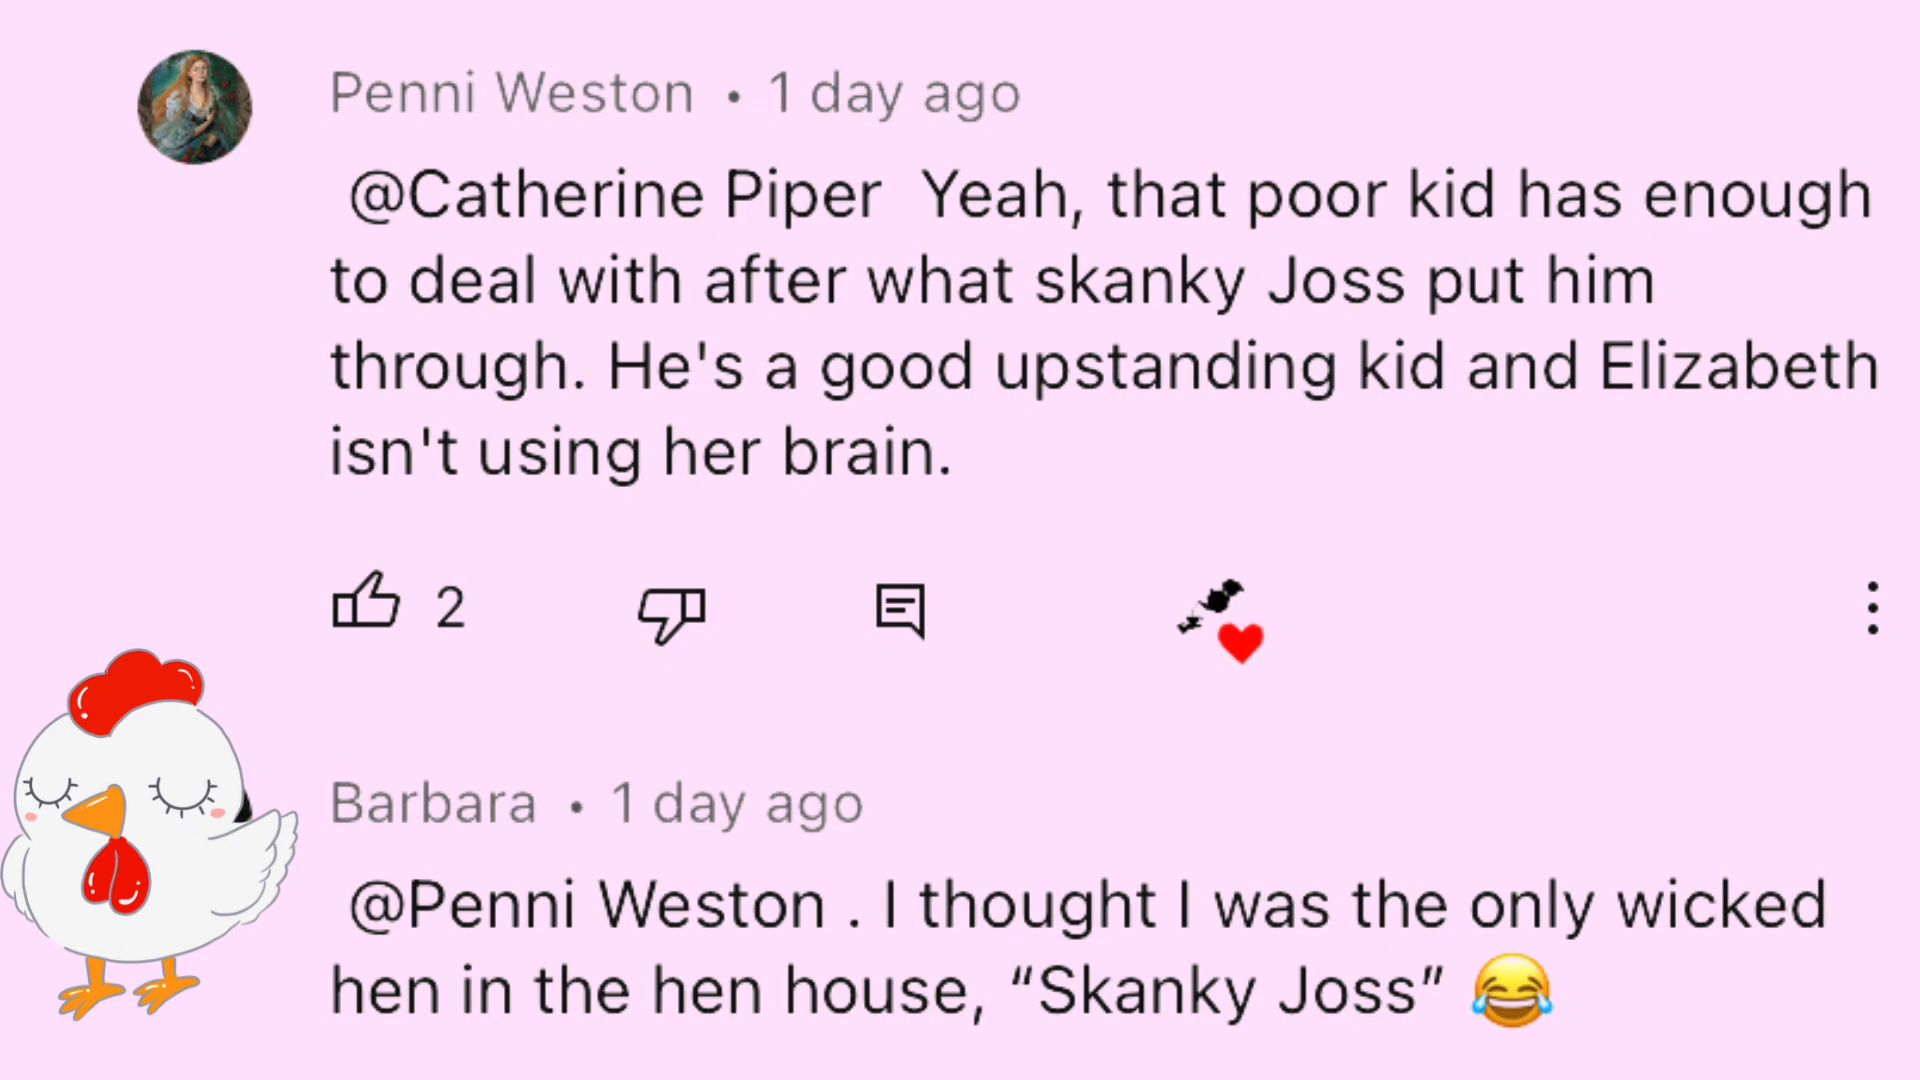 Penni Weston • 1 day ago
@Catherine Piper Yeah, that poor kid has enough
to deal with after what skanky Joss put him
through. He's a good upstanding kid and Elizabeth
isn't using her brain.
2
Barbara • 1 day ago
@Penni Weston . I thought I was the only wicked
hen in the hen house, “Skanky Joss” 😂